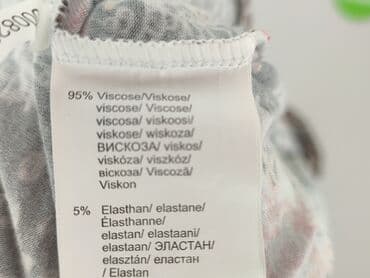 0082
95% Viscose/Viskose/
viscose/ Viscose/
viscosa/ viskoosi/
viskose/ wiskoza/
ВИСКОЗА/ viskos/
viskóza/ viszkóz/
віскоза/ Viscoză/
Viskon
5% Elasthan/ elastane/
Élasthanne/
elastan/ elastaani/
elastaan/ ЭЛАСТАН/
elasztán/ еластан
/ Elastan